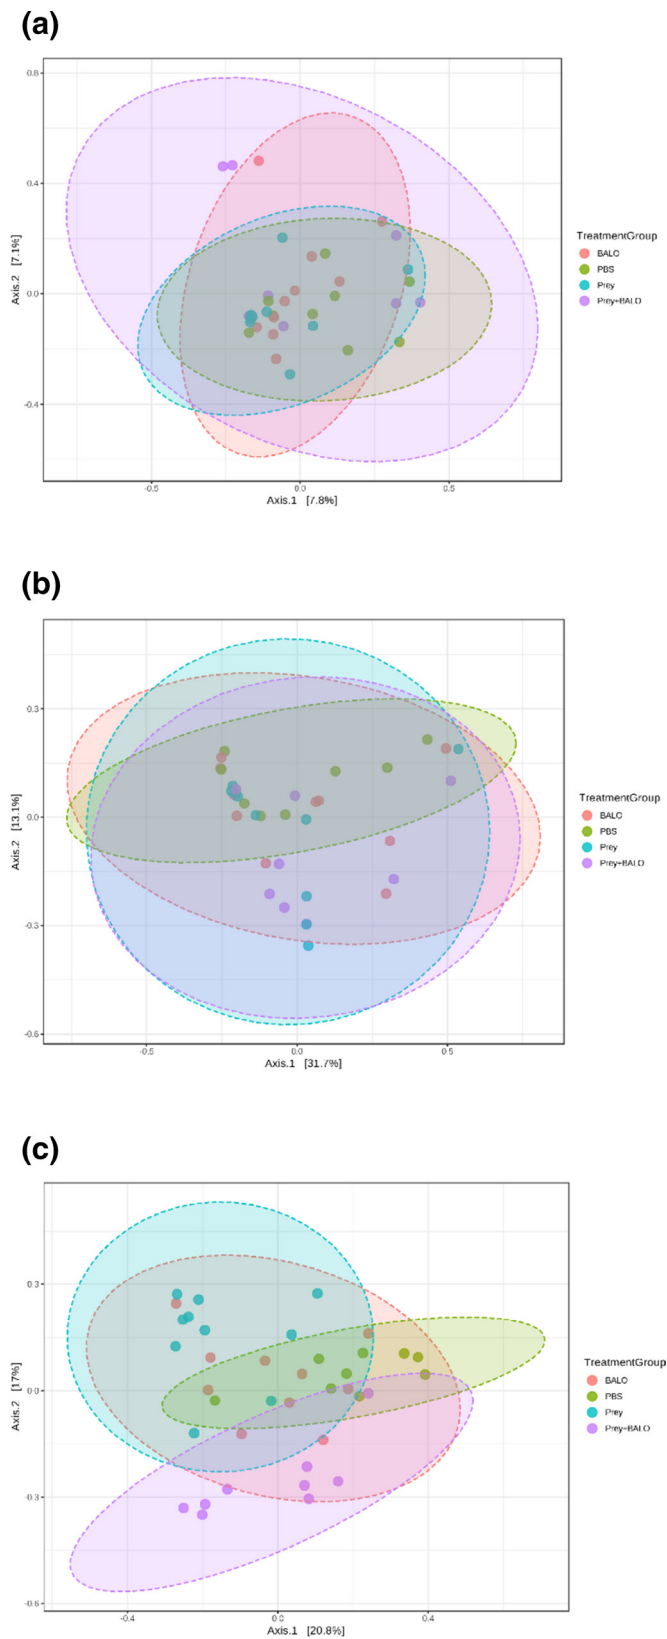 (a)
0.8
0.4
0.0
-0.4
Axis.2 [7.1%]
-0.5
0.0
0.5
Axis.1 [7.8%]
TreatmentGroup
BALO
PBS
Prey
Prey+BALO
(b)
0.3
0.0
-0.3
-0.6
Axis.2 [13.1%]
-0.5
0.0
0.5
Axis.1 [31.7%]
TreatmentGroup
BALO
PBS
Prey
Prey+BALO
(c)
0.3
0.0
-0.3
-0.6
Axis.2 [17%]
-0.4
0.0
0.4
Axis.1 [20.8%]
TreatmentGroup
BALO
PBS
Prey
Prey+BALO